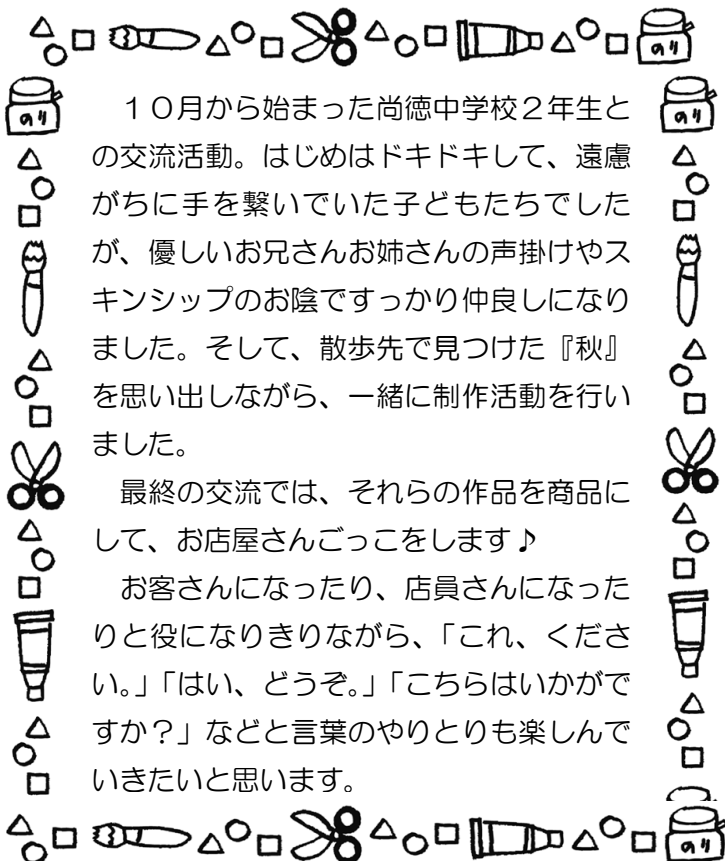 のり
のり
のり
　１０月から始まった尚徳中学校２年生と
の交流活動。はじめはドキドキして、遠慮
がちに手を繋いでいた子どもたちでした
が、優しいお兄さんお姉さんの声掛けやス
キンシップのお陰ですっかり仲良しになり
ました。そして、散歩先で見つけた『秋』
を思い出しながら、一緒に制作活動を行い
ました。
　最終の交流では、それらの作品を商品に
して、お店屋さんごっこをします♪
　お客さんになったり、店員さんになった
りと役になりきりながら、「これ、くださ
い。」「はい、どうぞ。」「こちらはいかがで
すか？」などと言葉のやりとりも楽しんで
いきたいと思います。
のり